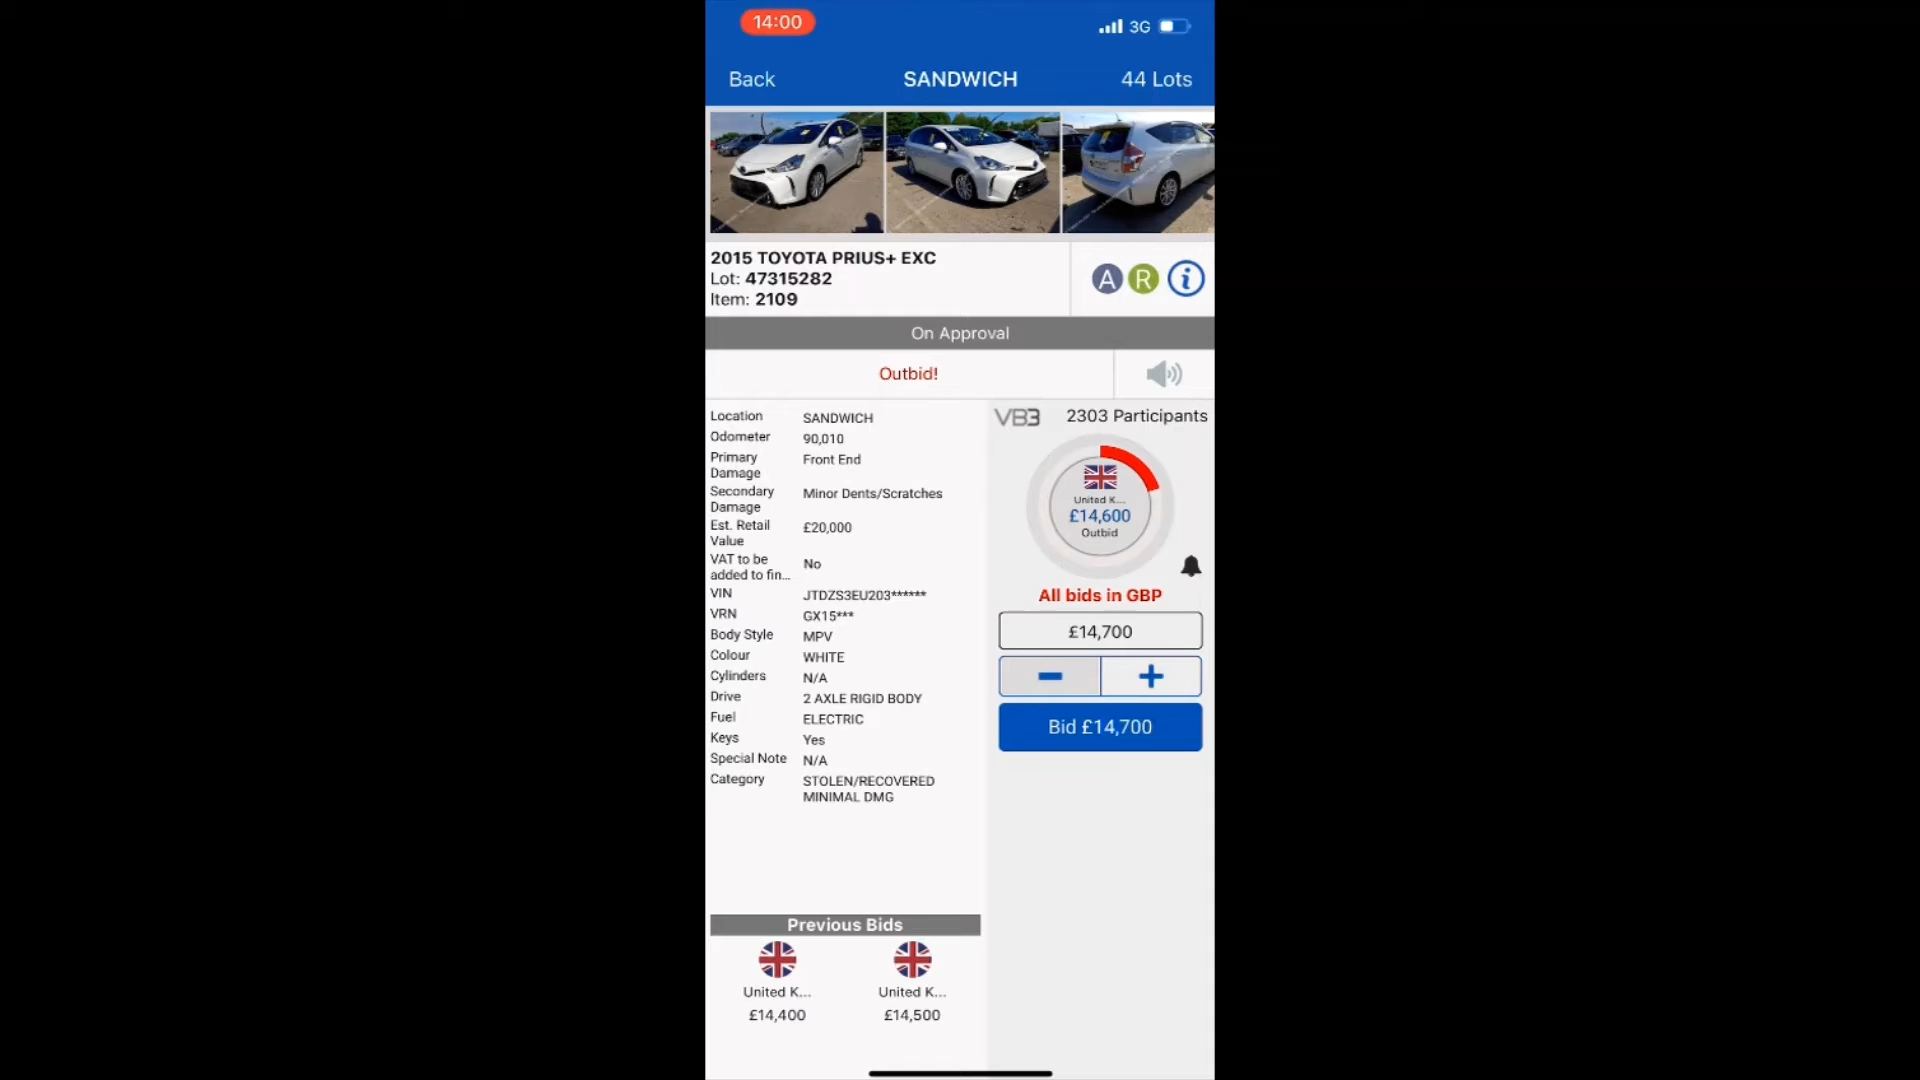 14:00
3G
Back
SANDWICH
44 Lots
2015 TOYOTA PRIUS+ EXC
Lot: 47315282
Item: 2109
A R i
On Approval
Outbid!
Location SANDWICH
Odometer 90,010
Primary Damage Front End
Secondary Damage Minor Dents/Scratches
Est. Retail Value £20,000
VAT to be added to fin... No
VIN JTDZS3EU203******
VRN GX15***
Body Style MPV
Colour WHITE
Cylinders N/A
Drive 2 AXLE RIGID BODY
Fuel ELECTRIC
Keys Yes
Special Note N/A
Category STOLEN/RECOVERED
MINIMAL DMG
VB3 2303 Participants
United K...
£14,600
Outbid
All bids in GBP
£14,700
Bid £14,700
Previous Bids
United K... United K...
£14,400 £14,500